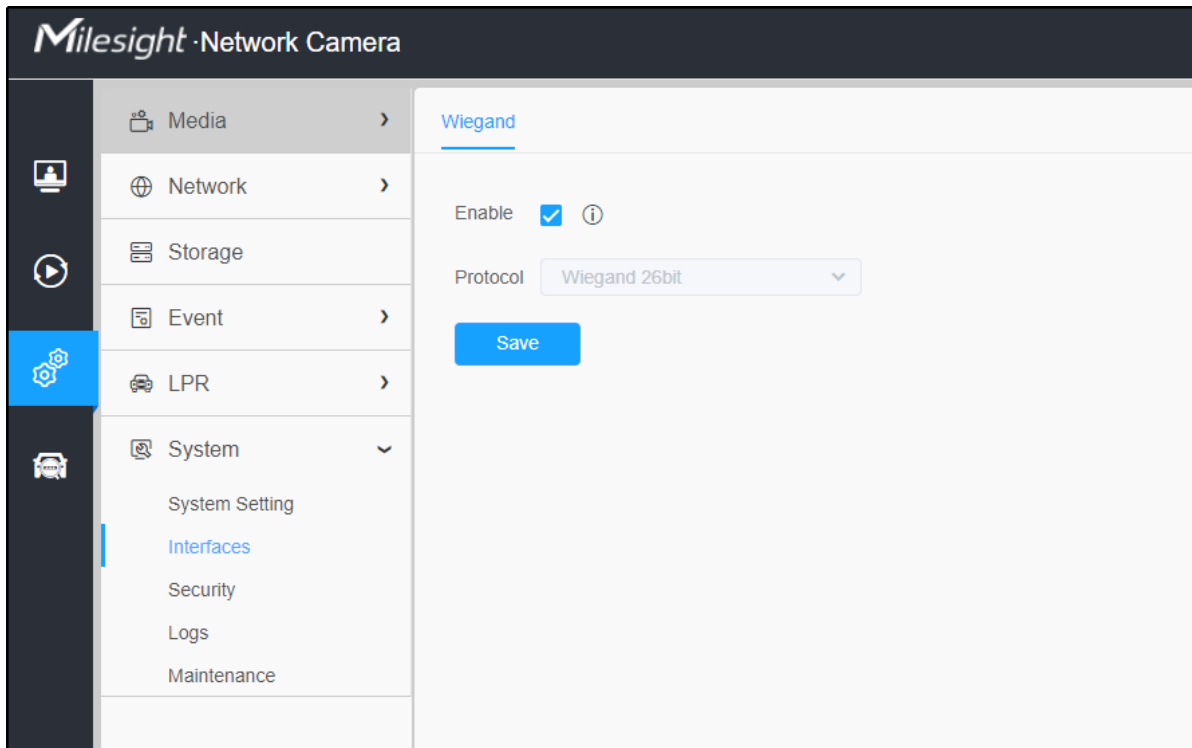 Milesight · Network Camera
Media
Network
Storage
Event
LPR
System
System Setting
Interfaces
Security
Logs
Maintenance
Wiegand
Enable
Protocol Wiegand 26bit
Save